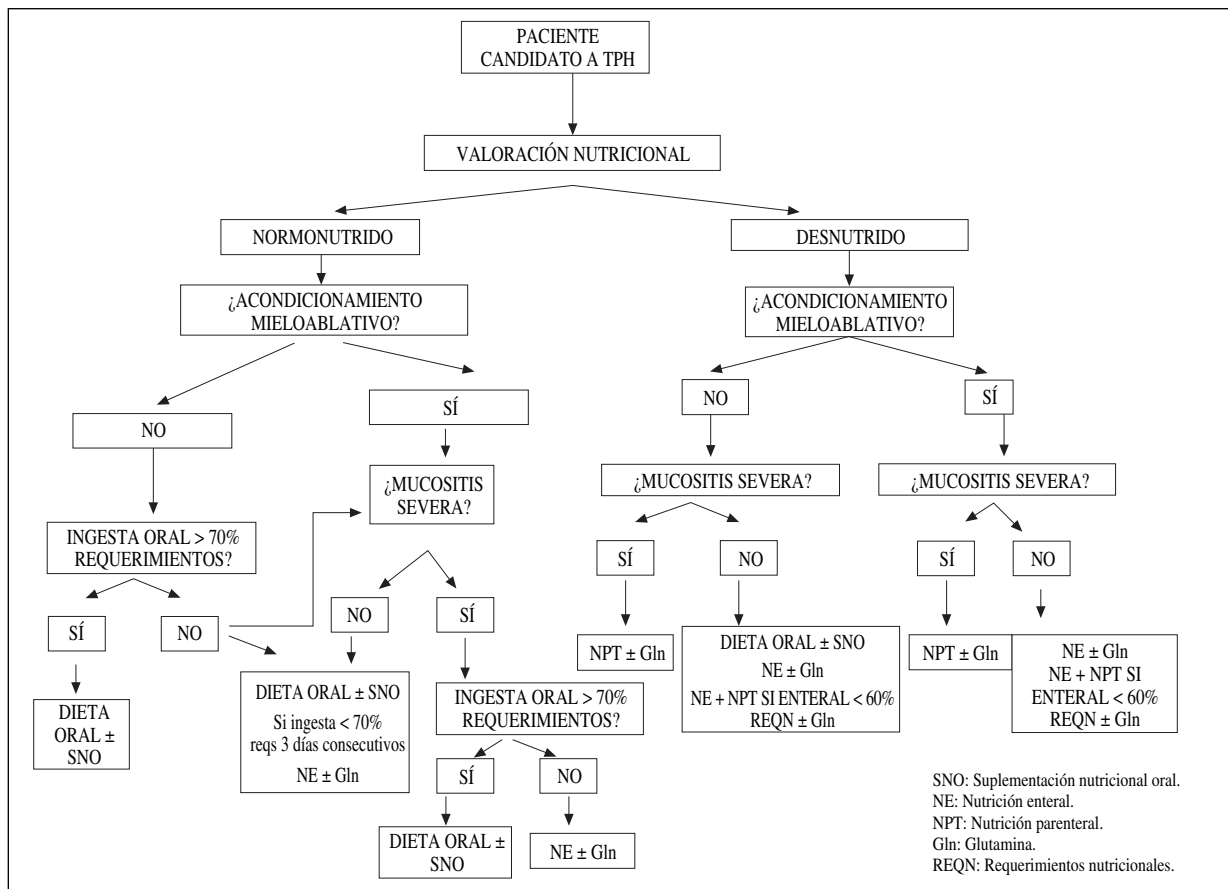 PACIENTE
CANDIDATO A TPH
VALORACIÓN NUTRICIONAL
NORMONUTRIDO
DESNUTRIDO
¿ACONDICIONAMIENTO
MIELOABLATIVO?
¿ACONDICIONAMIENTO
MIELOABLATIVO?
NO
SÍ
NO
SÍ
¿MUCOSITIS
SEVERA?
¿MUCOSITIS SEVERA?
¿MUCOSITIS SEVERA?
INGESTA ORAL > 70%
REQUERIMIENTOS?
SÍ
NO
SÍ
NO
SÍ
NO
NO
SÍ
DIETA
ORAL ±
SNO
DIETA ORAL ± SNO
Si ingesta < 70%
reqs 3 días consecutivos
NE ± Gln
INGESTA ORAL > 70%
REQUERIMIENTOS?
NPT ± Gln
DIETA ORAL ± SNO
NE ± Gln
NE + NPT SI ENTERAL < 60%
REQN ± Gln
NPT ± Gln
NE ± Gln
NE + NPT SI
ENTERAL < 60%
REQN ± Gln
SÍ
NO
DIETA ORAL ±
SNO
NE ± Gln
SNO: Suplementación nutricional oral.
NE: Nutrición enteral.
NPT: Nutrición parenteral.
Gln: Glutamina.
REQN: Requerimientos nutricionales.